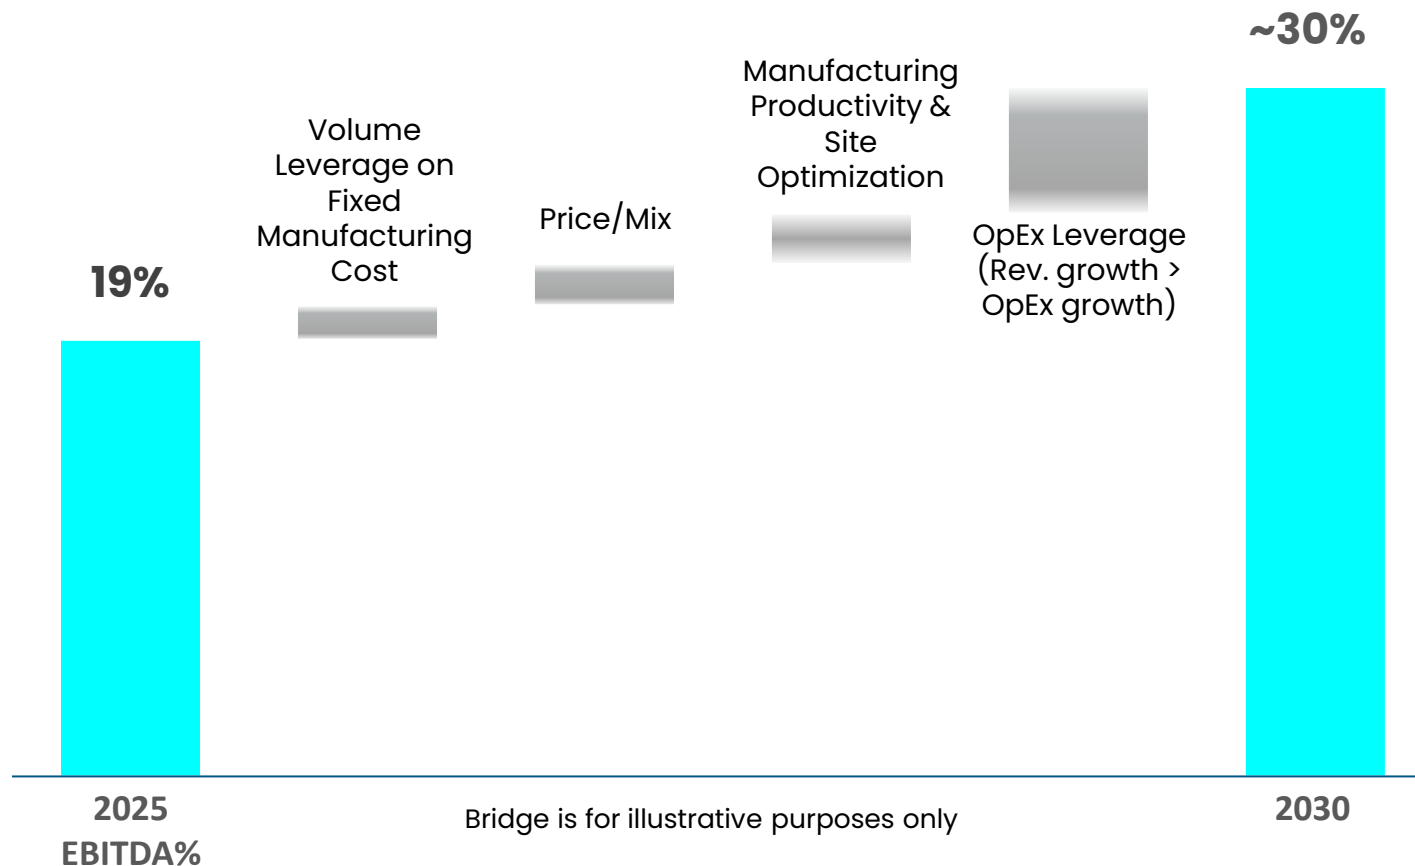 ~30%
Manufacturing
Productivity &
Site
Optimization
Volume
Leverage on
Fixed
Manufacturing
Cost
Price/Mix
OpEx Leverage
(Rev. growth >
OpEx growth)
19%
2025
EBITDA%
Bridge is for illustrative purposes only
2030